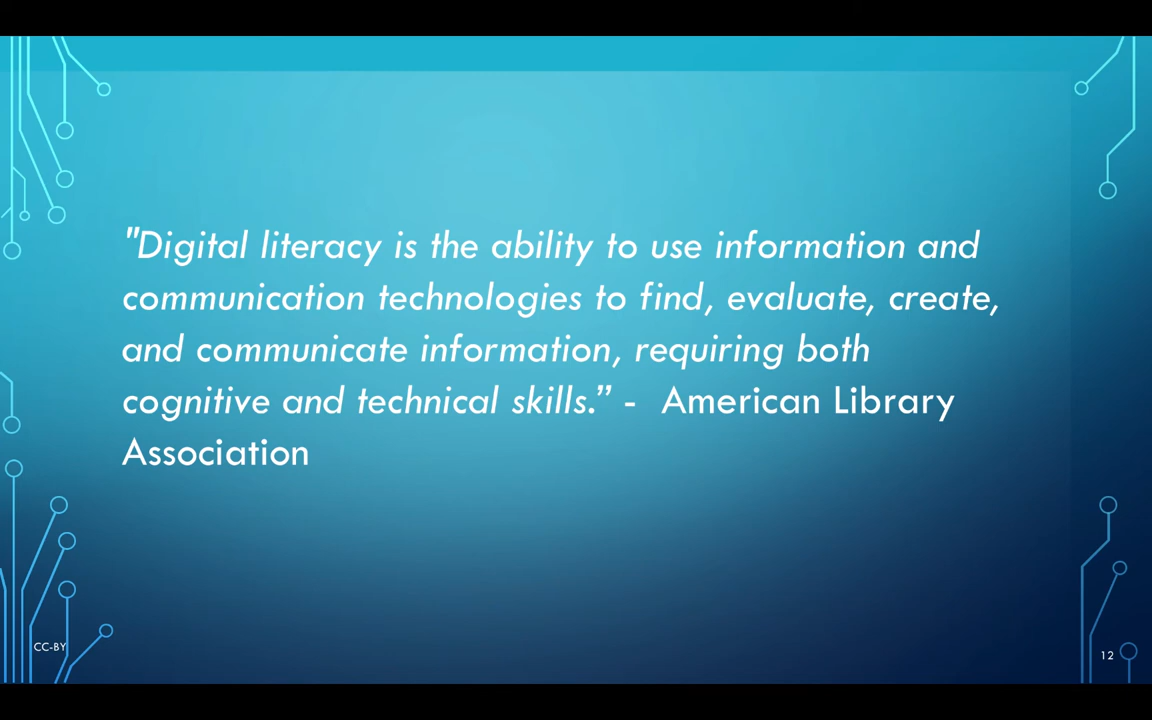 "Digital literacy is the ability to use information and
communication technologies to find, evaluate, create,
and communicate information, requiring both
cognitive and technical skills.” - American Library
Association
CC-BY
12